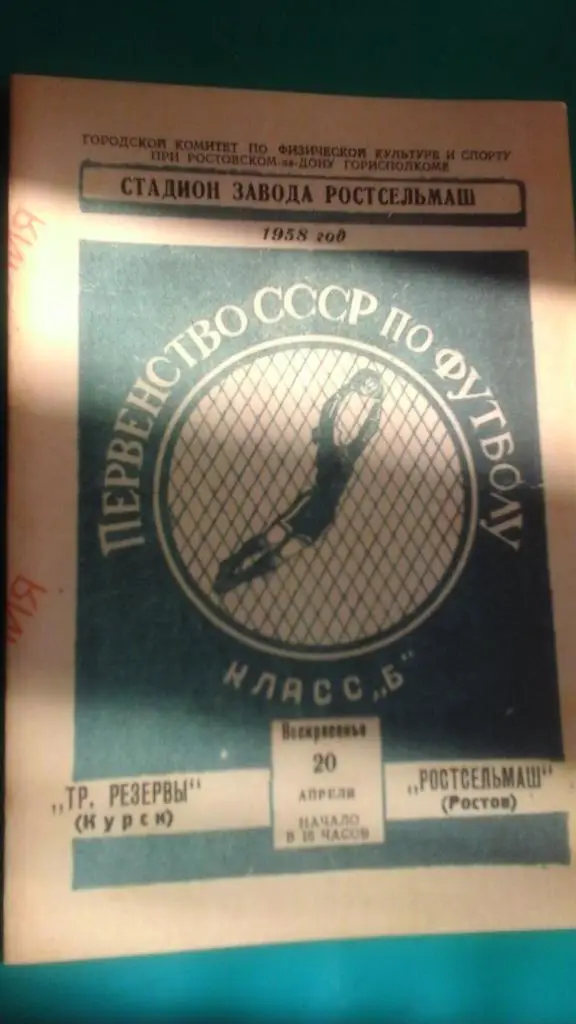 ГОРОДСКОЙ КОМИТЕТ ПО ФИЗИЧЕСКОЙ КУЛЬТУРЕ И СПОРТУ
ПРИ РОСТОВСКОМ-на-ДОНУ ГОРИСПОЛКОМЕ
СТАДИОН ЗАВОДА РОСТСЕЛЬМАШ
1958 год
ПЕРВЕНСТВО СССР ПО ФУТБОЛУ
КЛАСС „Б"
„ТР. РЕЗЕРВЫ"
(Курск)
Воскресенье
20
АПРЕЛЯ
НАЧАЛО
В 16 ЧАСОВ
„РОСТСЕЛЬМАШ"
(Ростов)